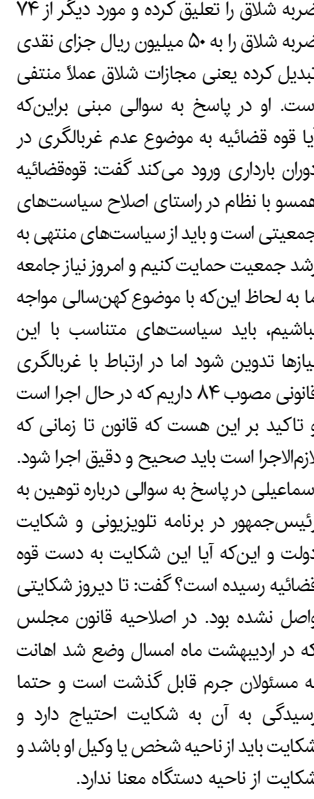 ضربه شلاق را تعلیق کرده و مورد دیگر از ۷۴
ضربه شلاق را به ۵۰ میلیون ریال جزای نقدی
تبدیل کرده یعنی مجازات شلاق عملاً منتفی
است. او در پاسخ به سوالی مبنی براین‌که
آیا قوه قضائیه به موضوع عدم غربالگری در
دوران بارداری ورود می‌کند گفت: قوه‌قضائیه
همسو با نظام در راستای اصلاح سیاست‌های
جمعیتی است و باید از سیاست‌های منتهی به
رشد جمعیت حمایت کنیم و امروز نیاز جامعه
ما به لحاظ این‌که با موضوع کهن‌سالی مواجه
نباشیم، باید سیاست‌های متناسب با این
نیازها تدوین شود اما در ارتباط با غربالگری
قانونی مصوب ۸۴ داریم که در حال اجرا است
و تاکید بر این هست که قانون تا زمانی که
لازم‌الاجرا است باید صحیح و دقیق اجرا شود.
اسماعیلی در پاسخ به سوالی درباره توهین به
رئیس‌جمهور در برنامه تلویزیونی و شکایت
دولت و این‌که آیا این شکایت به دست قوه
قضائیه رسیده است؟ گفت: تا دیروز شکایتی
واصل نشده بود. در اصلاحیه قانون مجلس
که در اردیبهشت ماه امسال وضع شد اهانت
به مسئولان جرم قابل گذشت است و حتما
رسیدگی به آن به شکایت احتیاج دارد و
شکایت باید از ناحیه شخص یا وکیل او باشد و
شکایت از ناحیه دستگاه معنا ندارد.